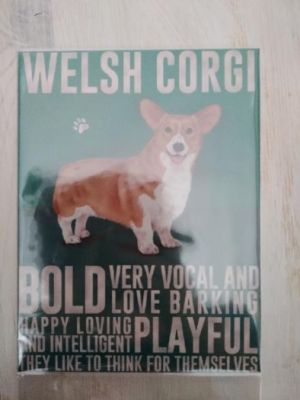 WELSH CORGI
BOLD VERY VOCAL AND
LOVE BARKING
HAPPY LOVING
AND INTELLIGENT PLAYFUL
THEY LIKE TO THINK FOR THEMSELVES